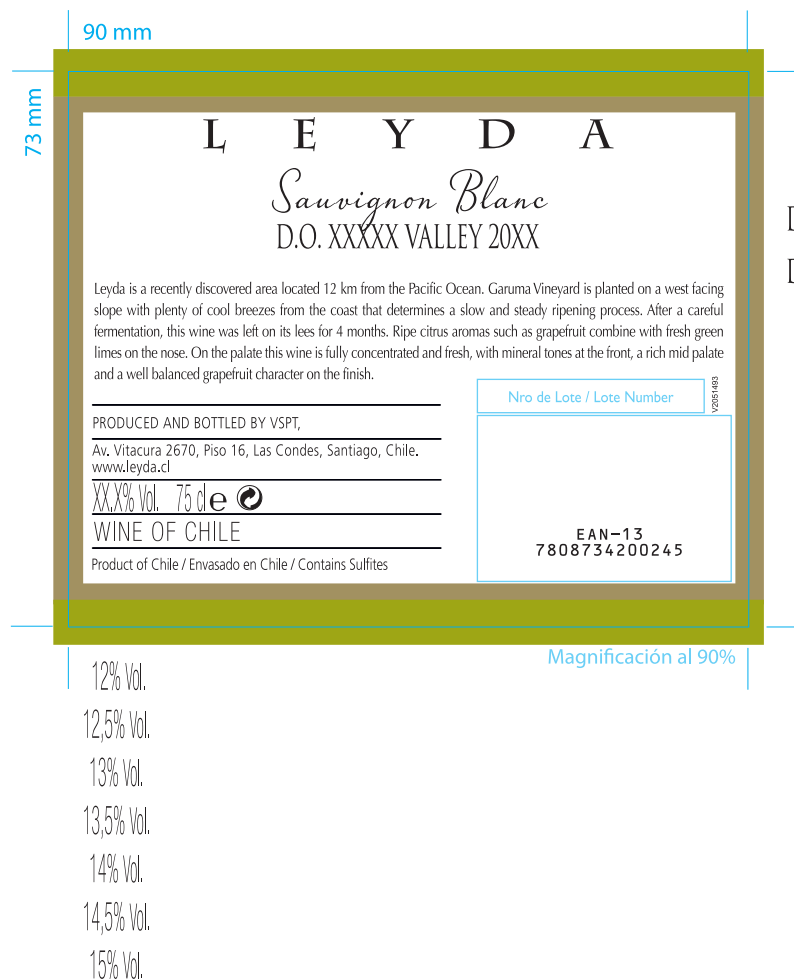 90 mm
73 mm
LEYDA
Sauvignon Blanc
D.O. XXXXX VALLEY 20XX
Leyda is a recently discovered area located 12 km from the Pacific Ocean. Garuma Vineyard is planted on a west facing
slope with plenty of cool breezes from the coast that determines a slow and steady ripening process. After a careful
fermentation, this wine was left on its lees for 4 months. Ripe citrus aromas such as grapefruit combine with fresh green
limes on the nose. On the palate this wine is fully concentrated and fresh, with mineral tones at the front, a rich mid palate
and a well balanced grapefruit character on the finish.
Nro de Lote / Lote Number
V2051493
PRODUCED AND BOTTLED BY VSPT,
Av. Vitacura 2670, Piso 16, Las Condes, Santiago, Chile.
www.leyda.cl
XX.X% Vol. 75 cl e
WINE OF CHILE
Product of Chile / Envasado en Chile / Contains Sulfites
EAN-13
7808734200245
Magnificación al 90%
12% Vol.
12,5% Vol.
13% Vol.
13,5% Vol.
14% Vol.
14,5% Vol.
15% Vol.